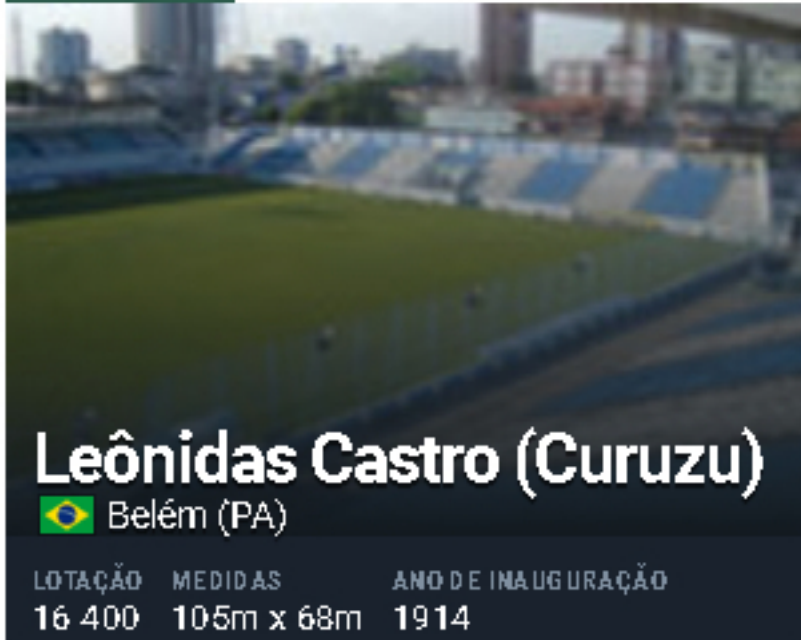 Leônidas Castro (Curuzu)
Belém (PA)
LOTAÇÃO MEDIDAS ANO DE INAUGURAÇÃO
16 400 105m x 68m 1914